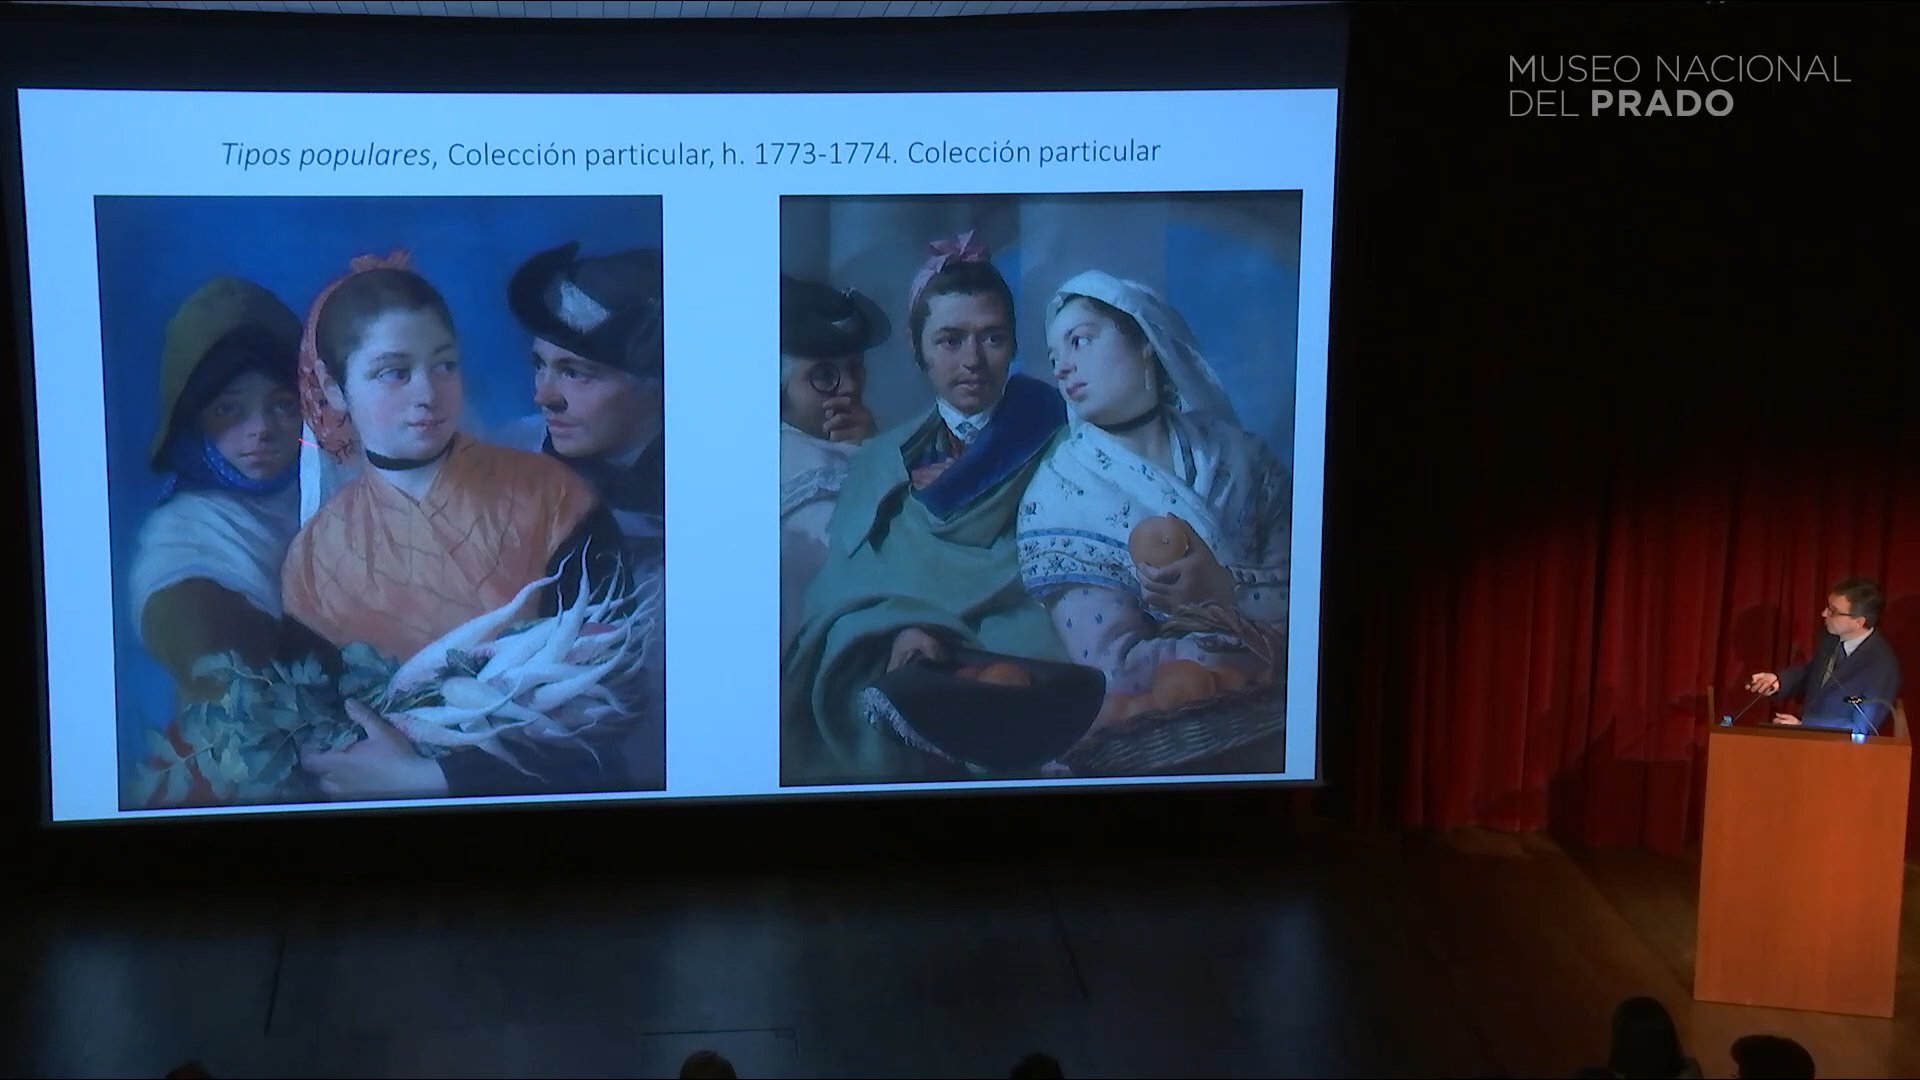 MUSEO NACIONAL
DEL PRADO
Tipos populares, Colección particular, h. 1773-1774. Colección particular